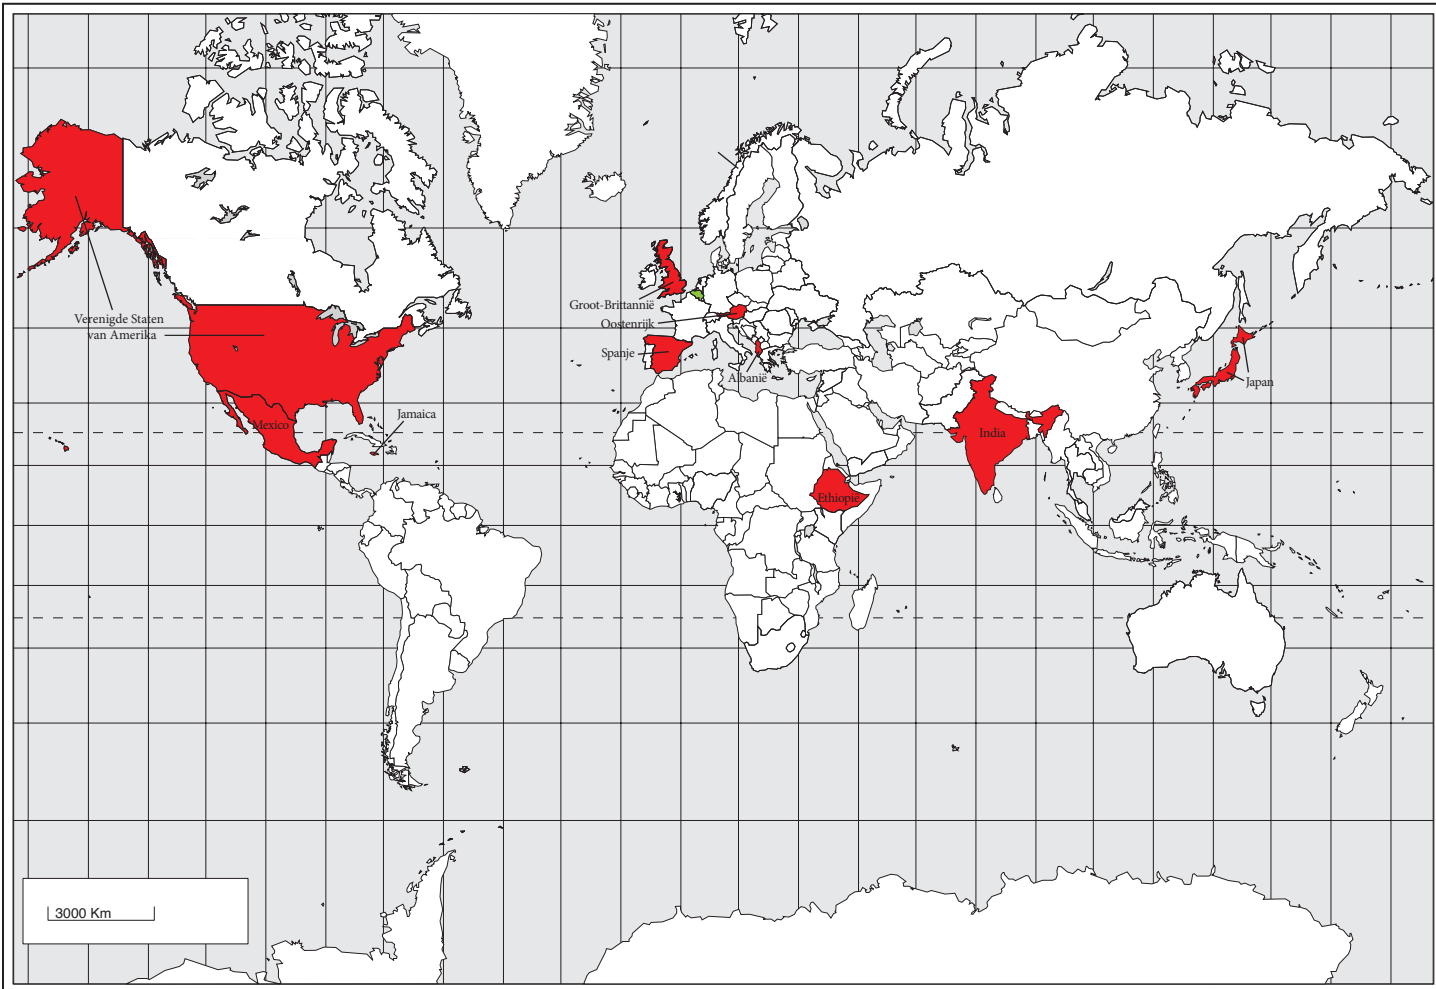 Groot-Brittannië
Verenigde Staten
van Amerika
Oostenrijk
Spanje
Albanië
Japan
Jamaica
Mexico
India
Ethiopië
3000 Km